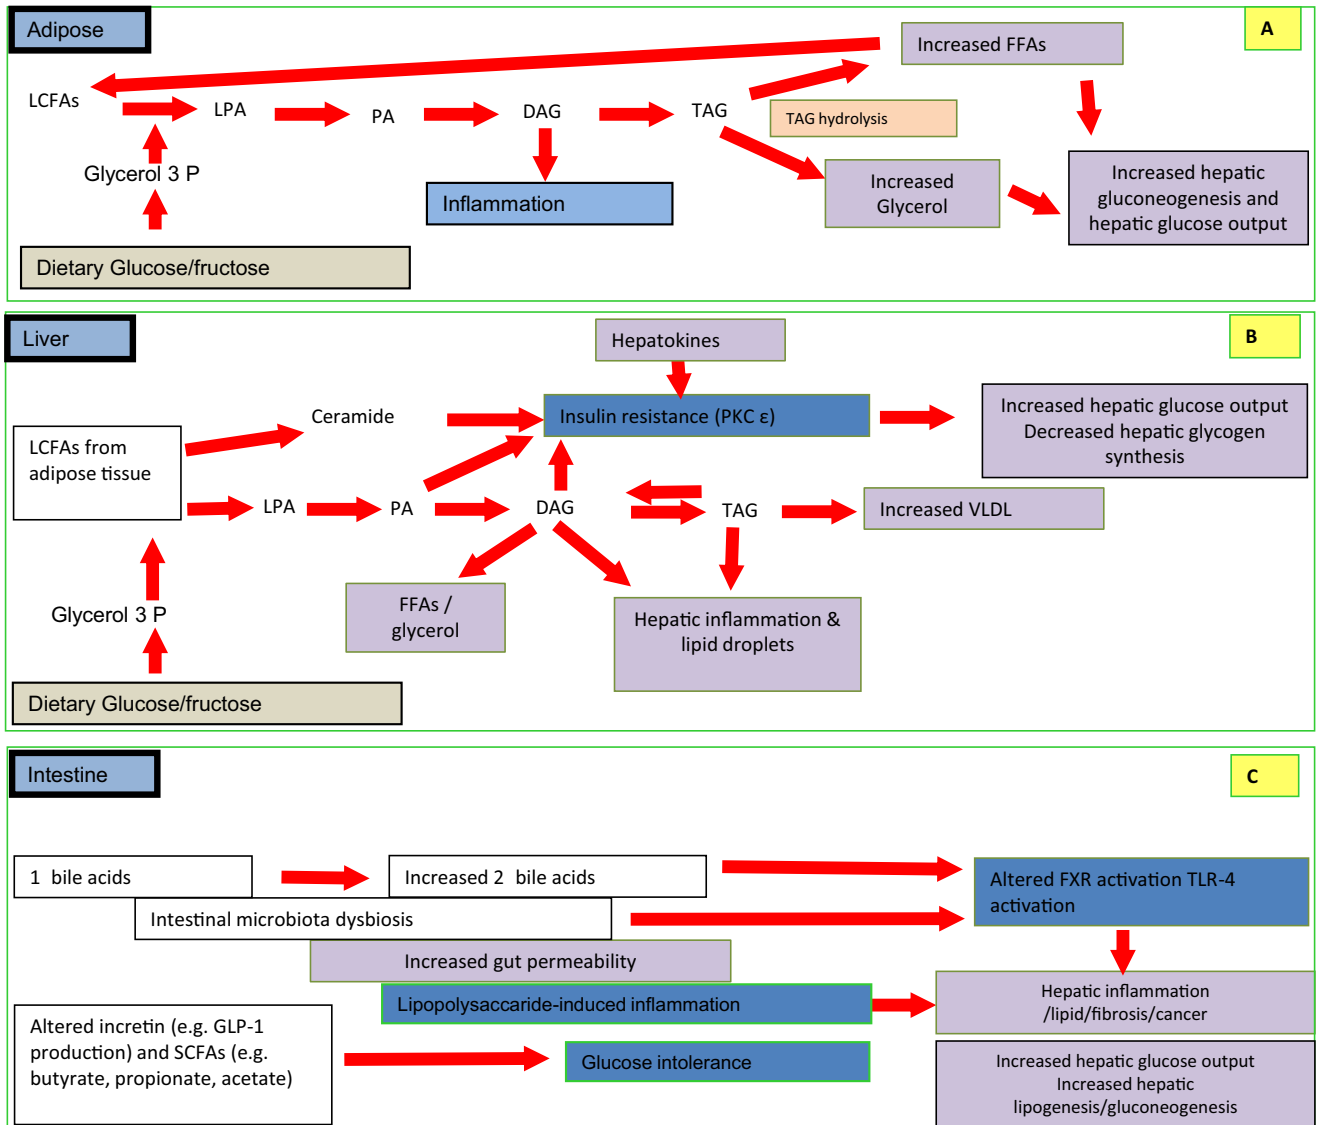 Adipose
A
Increased FFAs
LCFAs
LPA
PA
DAG
TAG
TAG hydrolysis
Glycerol 3 P
Inflammation
Increased
Glycerol
Increased hepatic
gluconeogenesis and
hepatic glucose output
Dietary Glucose/fructose
Liver
B
Hepatokines
Ceramide
Insulin resistance (PKC ε)
Increased hepatic glucose output
Decreased hepatic glycogen
synthesis
LCFAs from
adipose tissue
LPA
PA
DAG
TAG
Increased VLDL
Glycerol 3 P
FFAs /
glycerol
Hepatic inflammation &
lipid droplets
Dietary Glucose/fructose
Intestine
C
1 bile acids
Increased 2 bile acids
Altered FXR activation TLR-4
activation
Intestinal microbiota dysbiosis
Increased gut permeability
Lipopolysaccaride-induced inflammation
Hepatic inflammation
/lipid/fibrosis/cancer
Altered incretin (e.g. GLP-1
production) and SCFAs (e.g.
butyrate, propionate, acetate)
Glucose intolerance
Increased hepatic glucose output
Increased hepatic
lipogenesis/gluconeogenesis